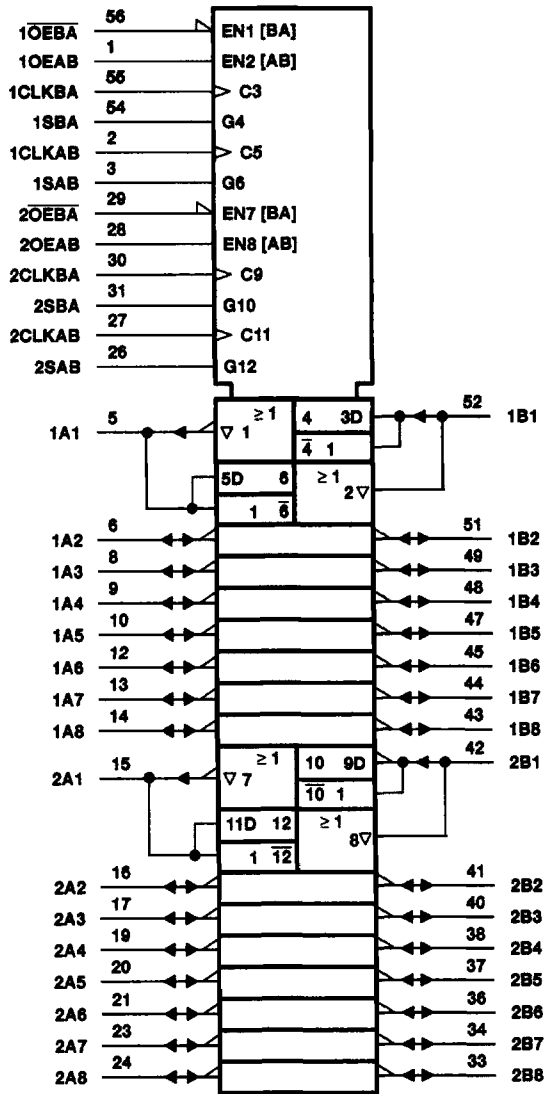 1O̅E̅B̅A̅ 56 EN1 [BA]
1OEAB 1 EN2 [AB]
1CLKBA 55 C3
1SBA 54 G4
1CLKAB 2 C5
1SAB 3 G6
2O̅E̅B̅A̅ 29 EN7 [BA]
2OEAB 28 EN8 [AB]
2CLKBA 30 C9
2SBA 31 G10
2CLKAB 27 C11
2SAB 26 G12
1A1 5 ▽ 1 ≥ 1 4 3D 52 1B1
4̅ 1
5D 6 ≥ 1
2 ▽
1 6̅
1A2 6 51 1B2
1A3 8 49 1B3
1A4 9 48 1B4
1A5 10 47 1B5
1A6 12 45 1B6
1A7 13 44 1B7
1A8 14 43 1B8
2A1 15 ▽ 7 ≥ 1 10 9D 42 2B1
1̅0̅ 1
11D 12 ≥ 1
8▽
1 1̅2̅
2A2 16 41 2B2
2A3 17 40 2B3
2A4 19 38 2B4
2A5 20 37 2B5
2A6 21 36 2B6
2A7 23 34 2B7
2A8 24 33 2B8